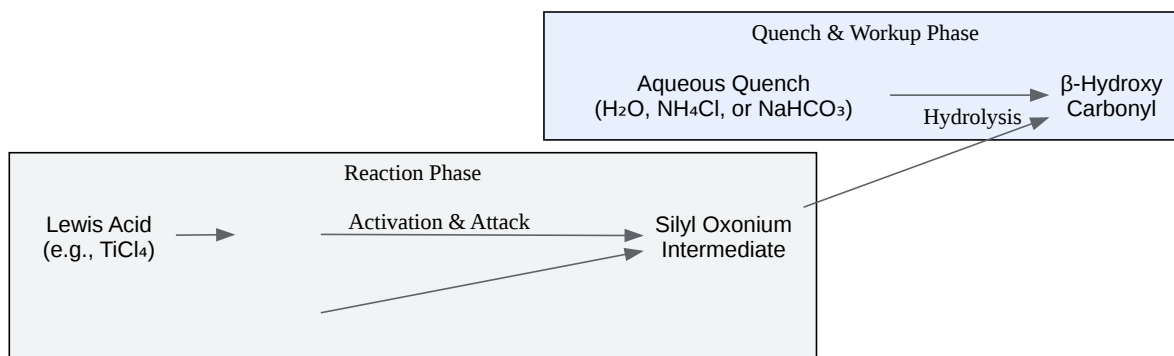 Quench & Workup Phase
Aqueous Quench
(H₂O, NH₄Cl, or NaHCO₃)
Hydrolysis
β-Hydroxy
Carbonyl
Reaction Phase
Lewis Acid
(e.g., TiCl₄)
Activation & Attack
Silyl Oxonium
Intermediate